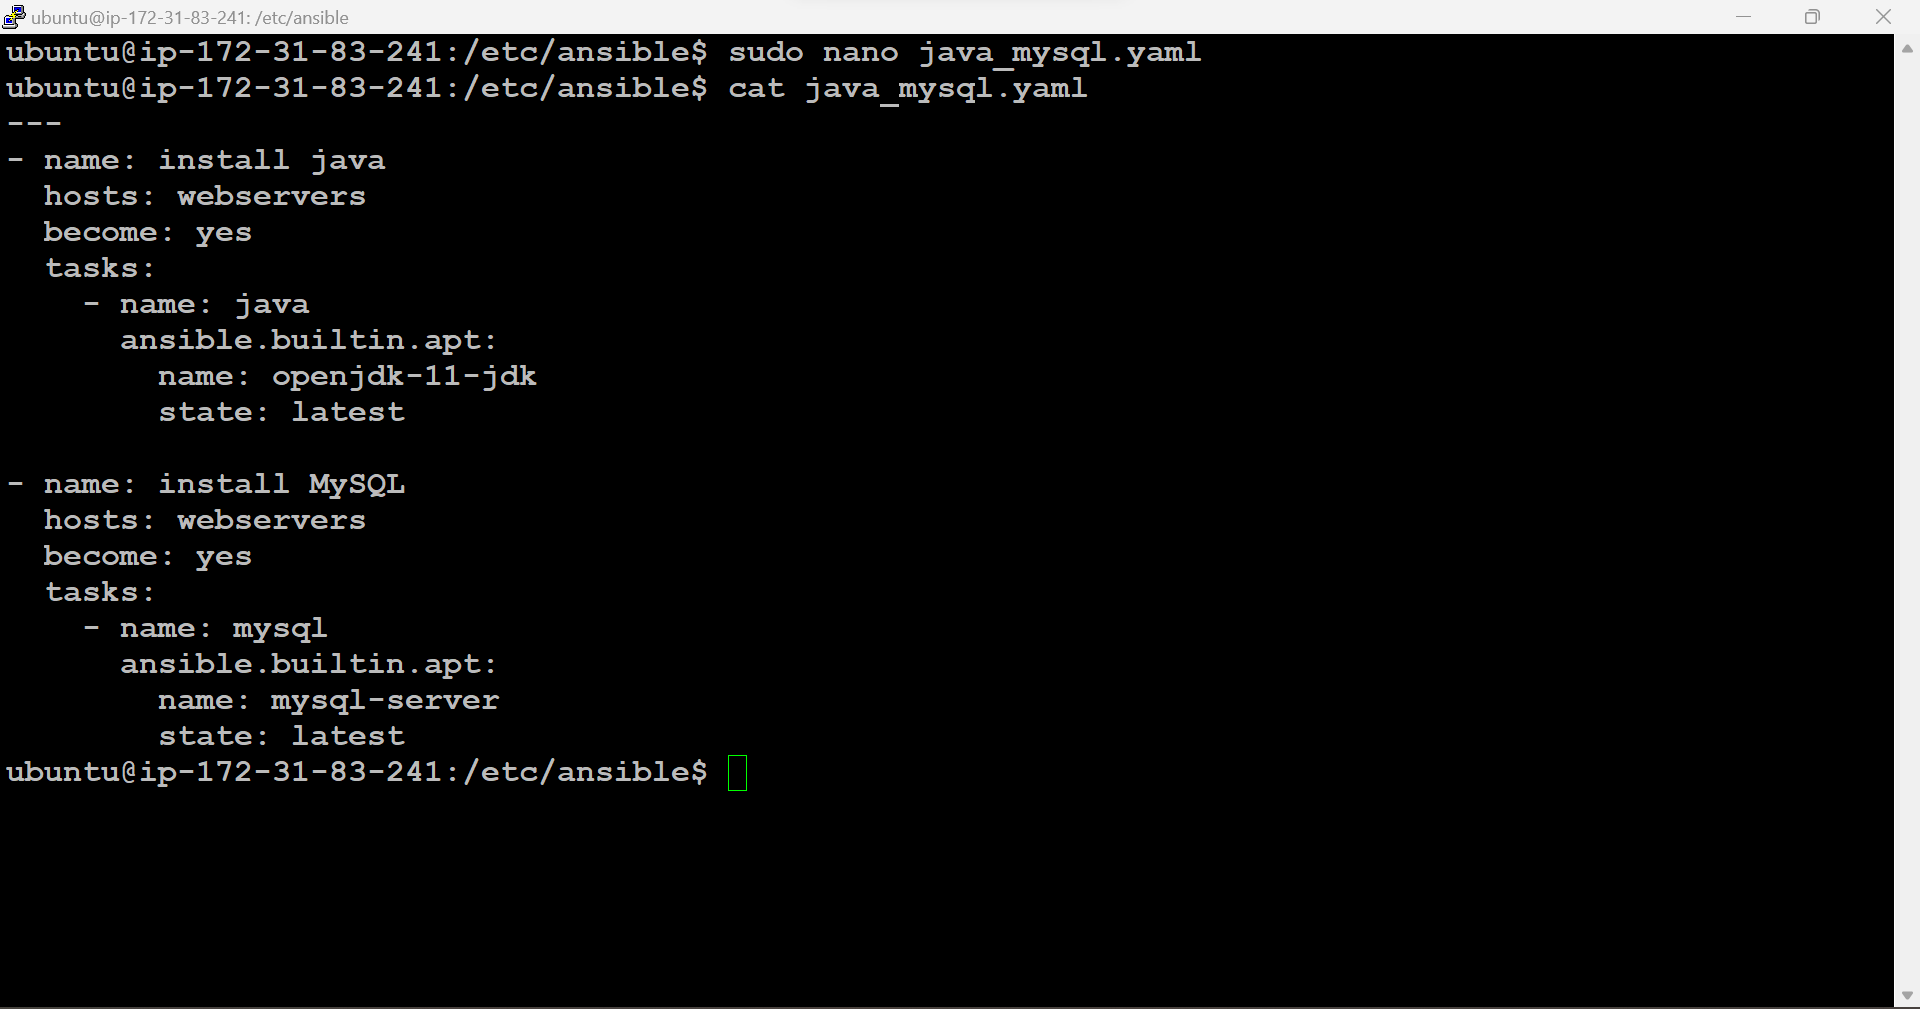 ubuntu@ip-172-31-83-241: /etc/ansible
ubuntu@ip-172-31-83-241:/etc/ansible$ sudo nano java_mysql.yaml
ubuntu@ip-172-31-83-241:/etc/ansible$ cat java_mysql.yaml
---
- name: install java
  hosts: webservers
  become: yes
  tasks:
    - name: java
      ansible.builtin.apt:
        name: openjdk-11-jdk
        state: latest

- name: install MySQL
  hosts: webservers
  become: yes
  tasks:
    - name: mysql
      ansible.builtin.apt:
        name: mysql-server
        state: latest
ubuntu@ip-172-31-83-241:/etc/ansible$